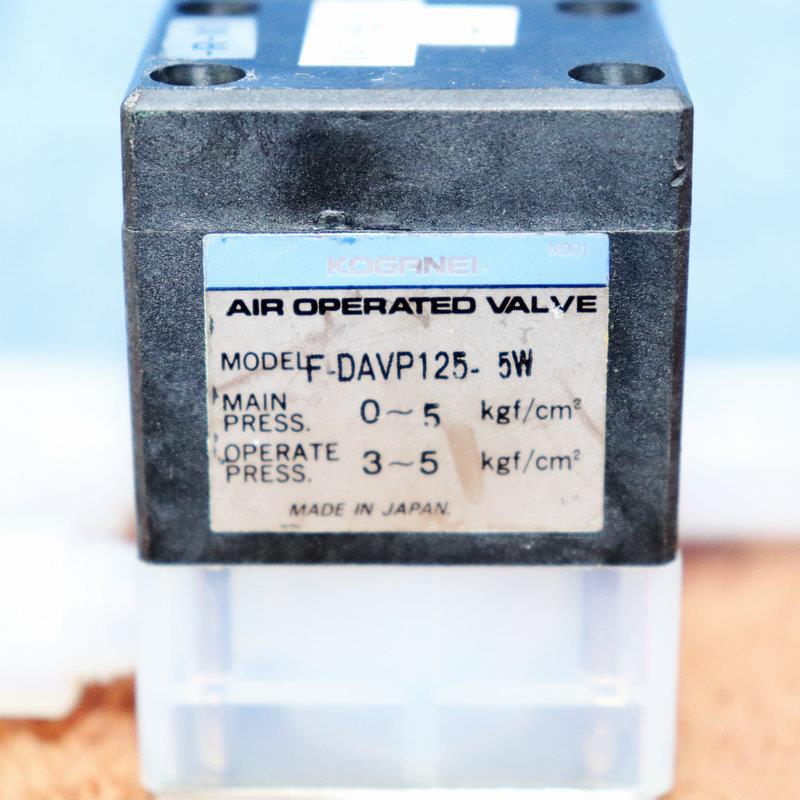 KOGANEI
N001
AIR OPERATED VALVE
MODEL F-DAVP125- 5W
MAIN PRESS. 0~5 kgf/cm²
OPERATE PRESS. 3~5 kgf/cm²
MADE IN JAPAN.